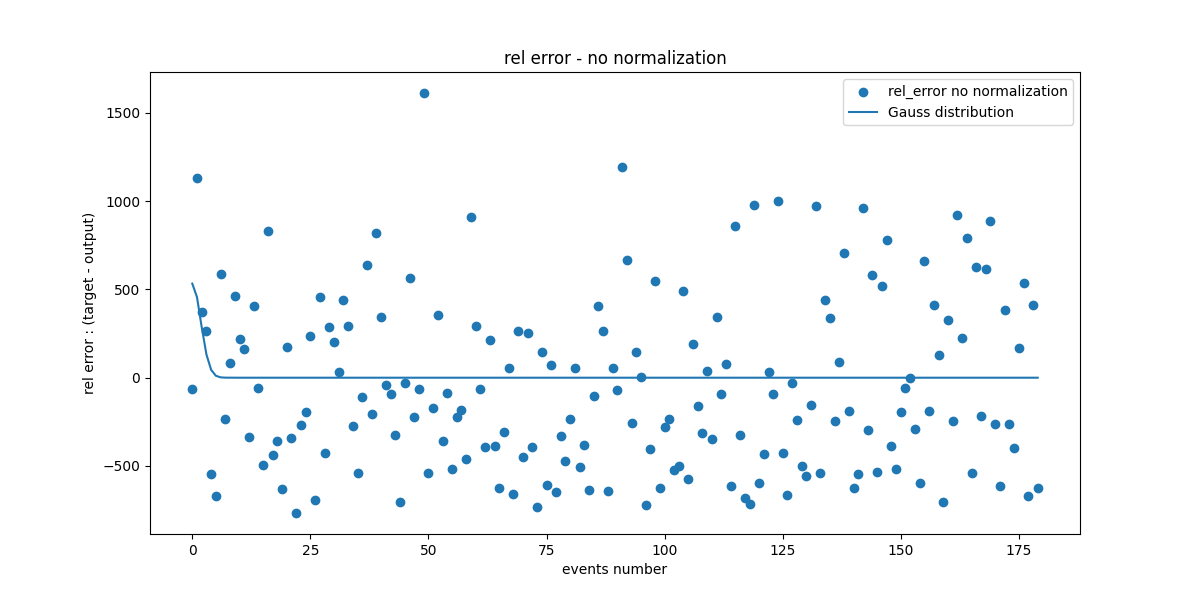 rel error - no normalization
rel_error no normalization
Gauss distribution
rel error : (target - output)
1500
1000
500
0
−500
0 25 50 75 100 125 150 175
events number